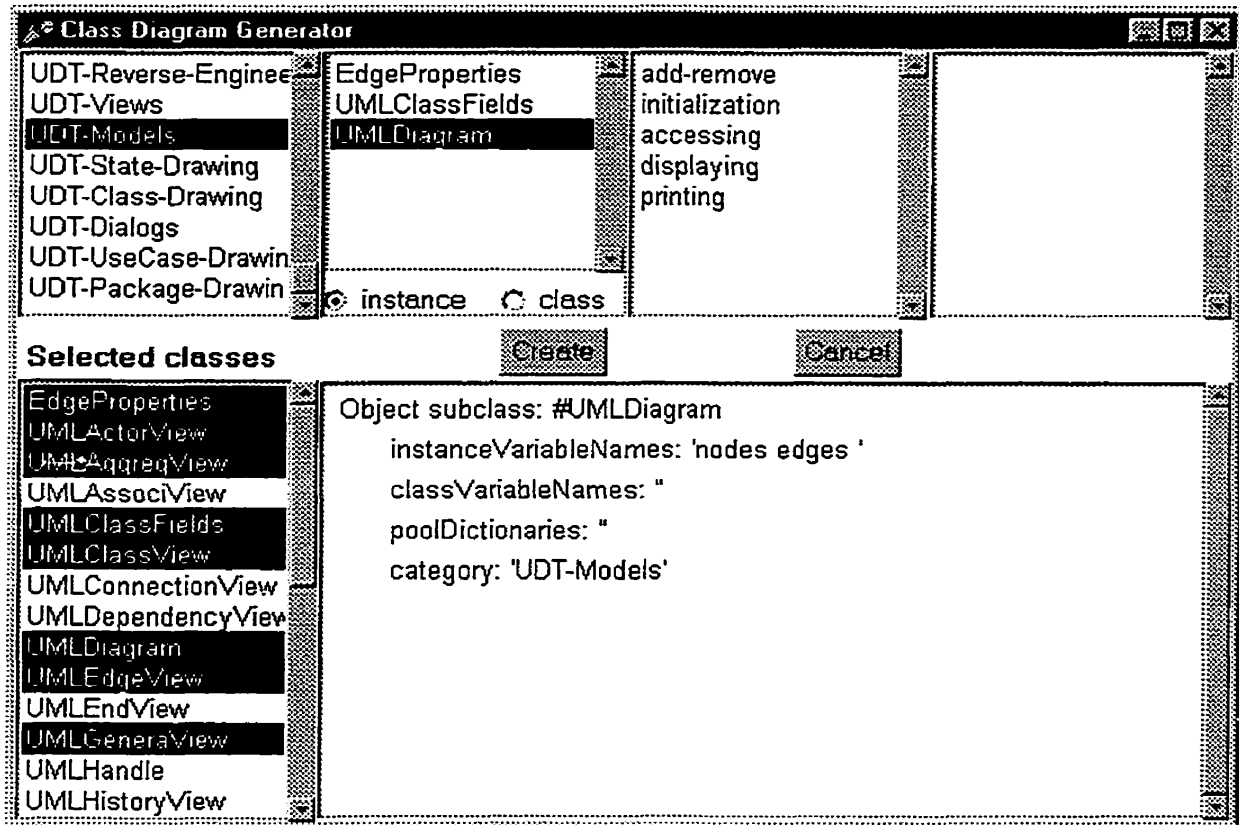 Class Diagram Generator
UDT-Reverse-Enginee
UDT-Views
UDT-Models
UDT-State-Drawing
UDT-Class-Drawing
UDT-Dialogs
UDT-UseCase-Drawin
UDT-Package-Drawin
EdgeProperties
UMLClassFields
UMLDiagram
instance class
add-remove
initialization
accessing
displaying
printing
Selected classes
Create
Cancel
EdgeProperties
UMLActorView
UMLAggregView
UMLAssociView
UMLClassFields
UMLClassView
UMLConnectionView
UMLDependencyView
UMLDiagram
UMLEdgeView
UMLEndView
UMLGeneraView
UMLHandle
UMLHistoryView
Object subclass: #UMLDiagram
instanceVariableNames: 'nodes edges '
classVariableNames: ''
poolDictionaries: ''
category: 'UDT-Models'